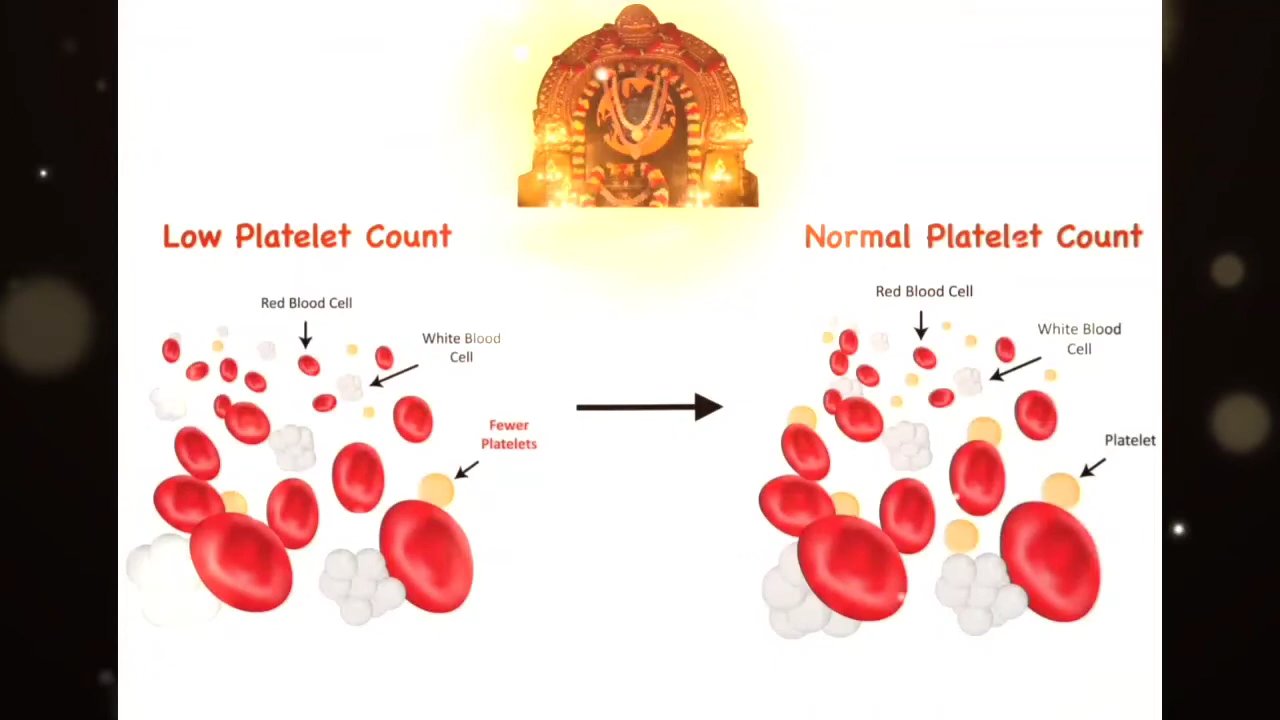 Low Platelet Count
Red Blood Cell
White Blood
Cell
Fewer
Platelets
Normal Platelet Count
Red Blood Cell
White Blood
Cell
Platelet